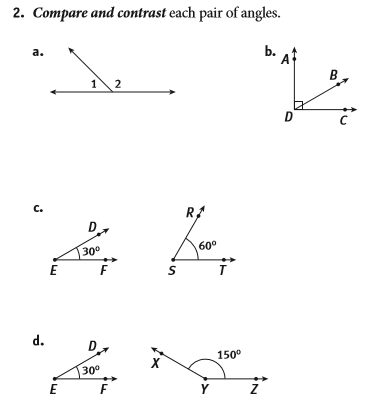 2. Compare and contrast each pair of angles.
a.
1 2
b.
A
B
D
C
c.
D
30°
E F
R
60°
S T
d.
D
30°
E F
X
150°
Y Z